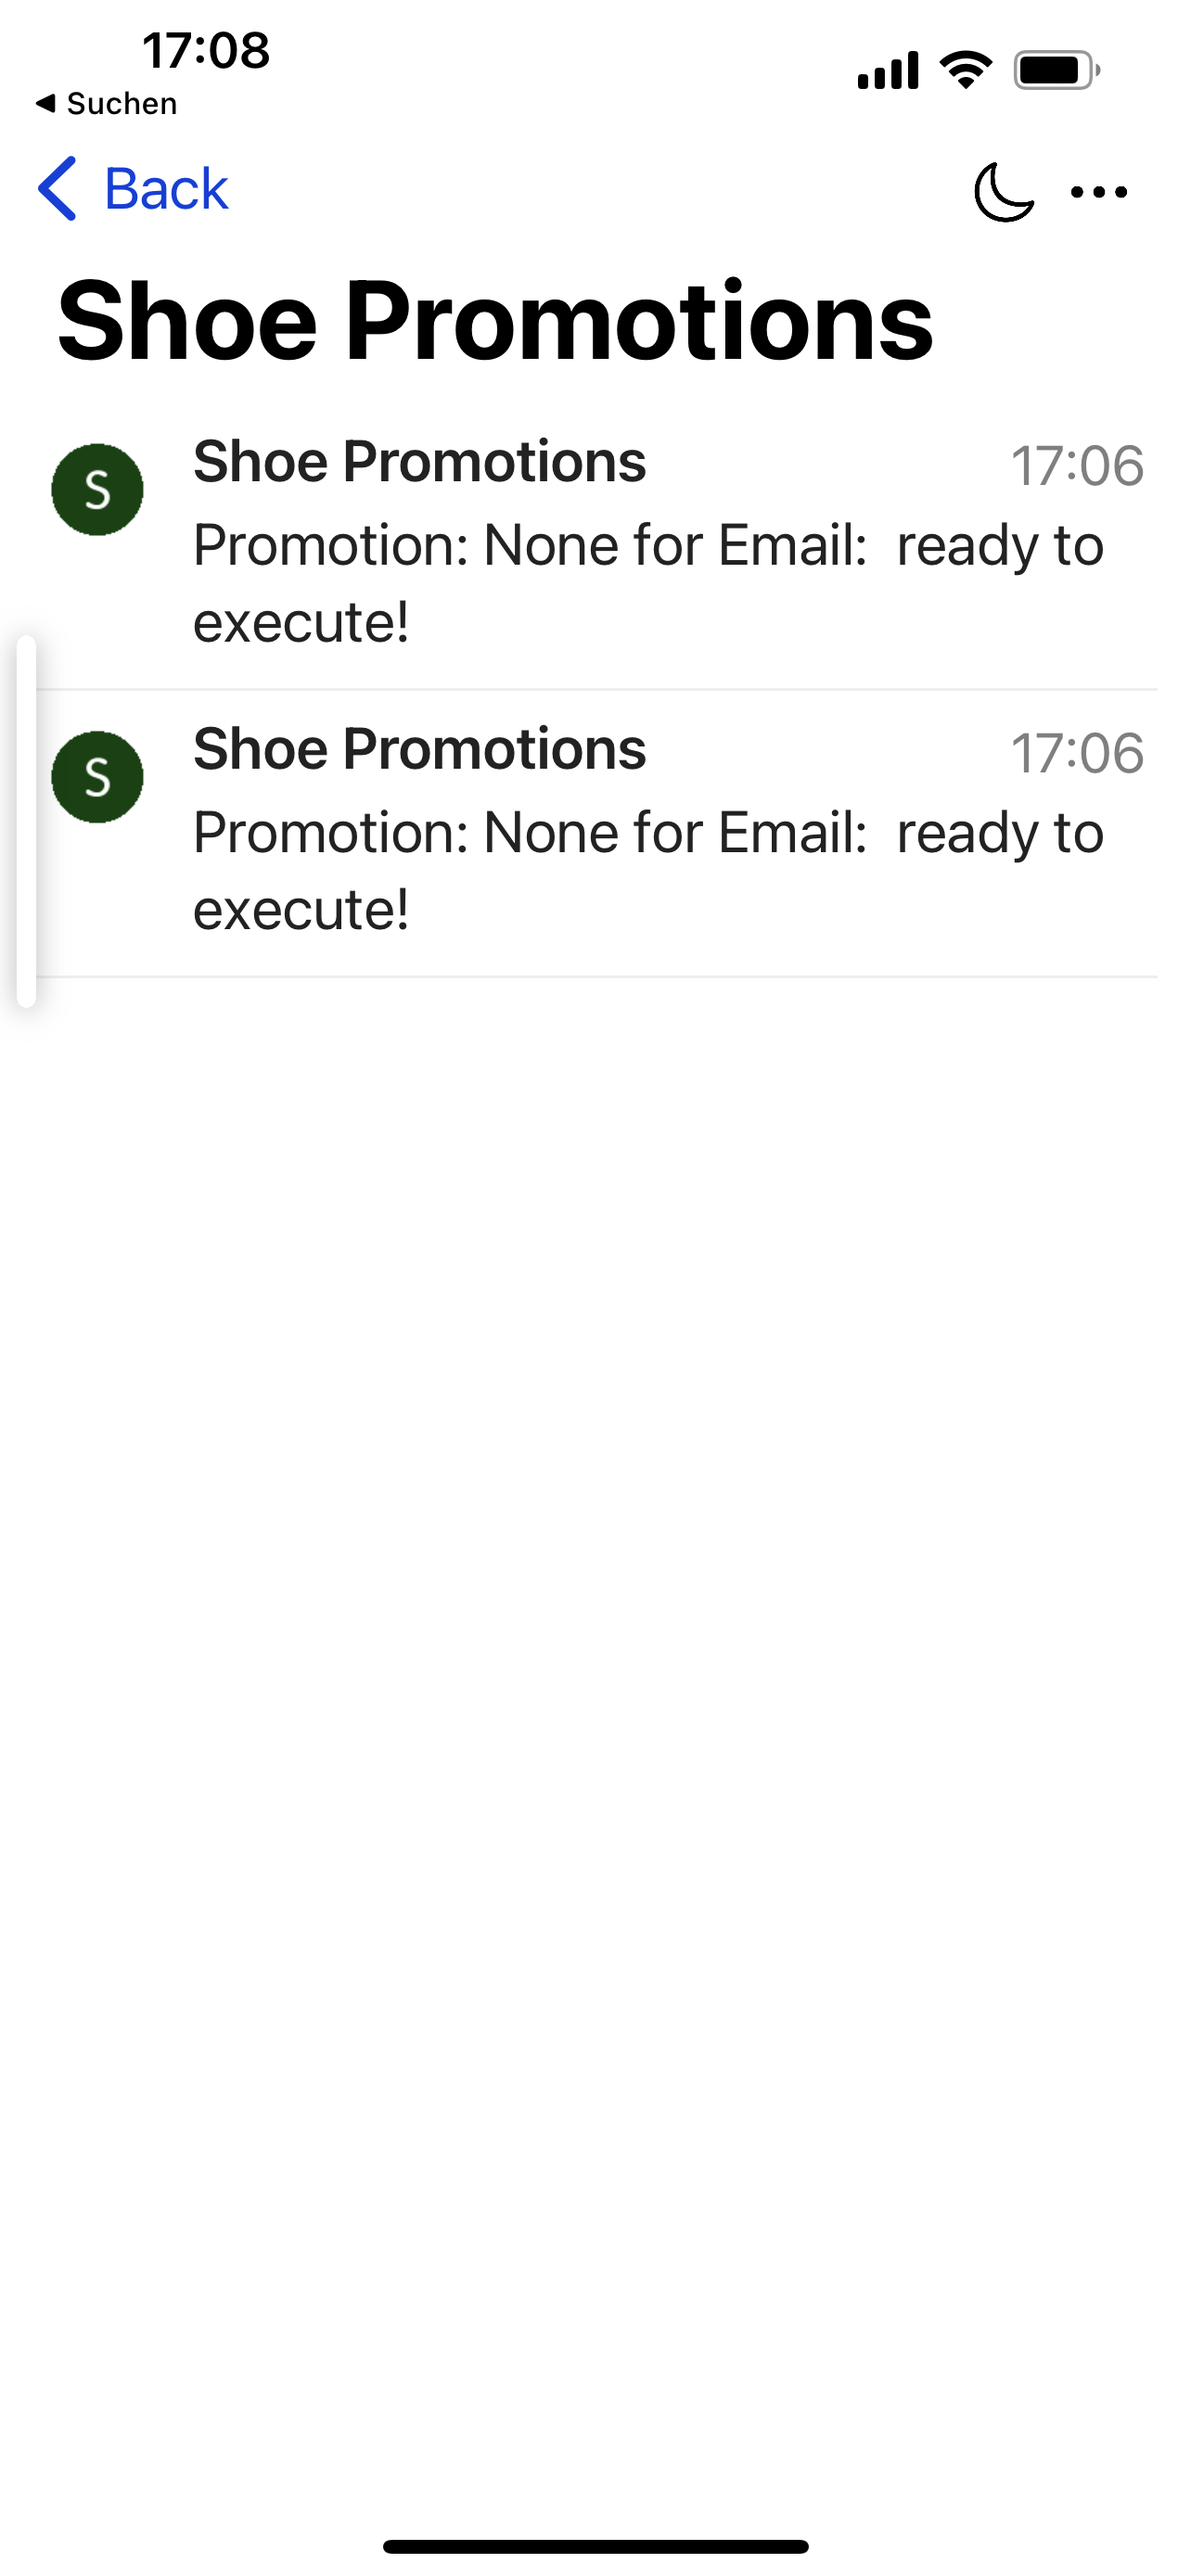 17:08
◀ Suchen
Back
Shoe Promotions
S
Shoe Promotions
17:06
Promotion: None for Email:  ready to
execute!
S
Shoe Promotions
17:06
Promotion: None for Email:  ready to
execute!